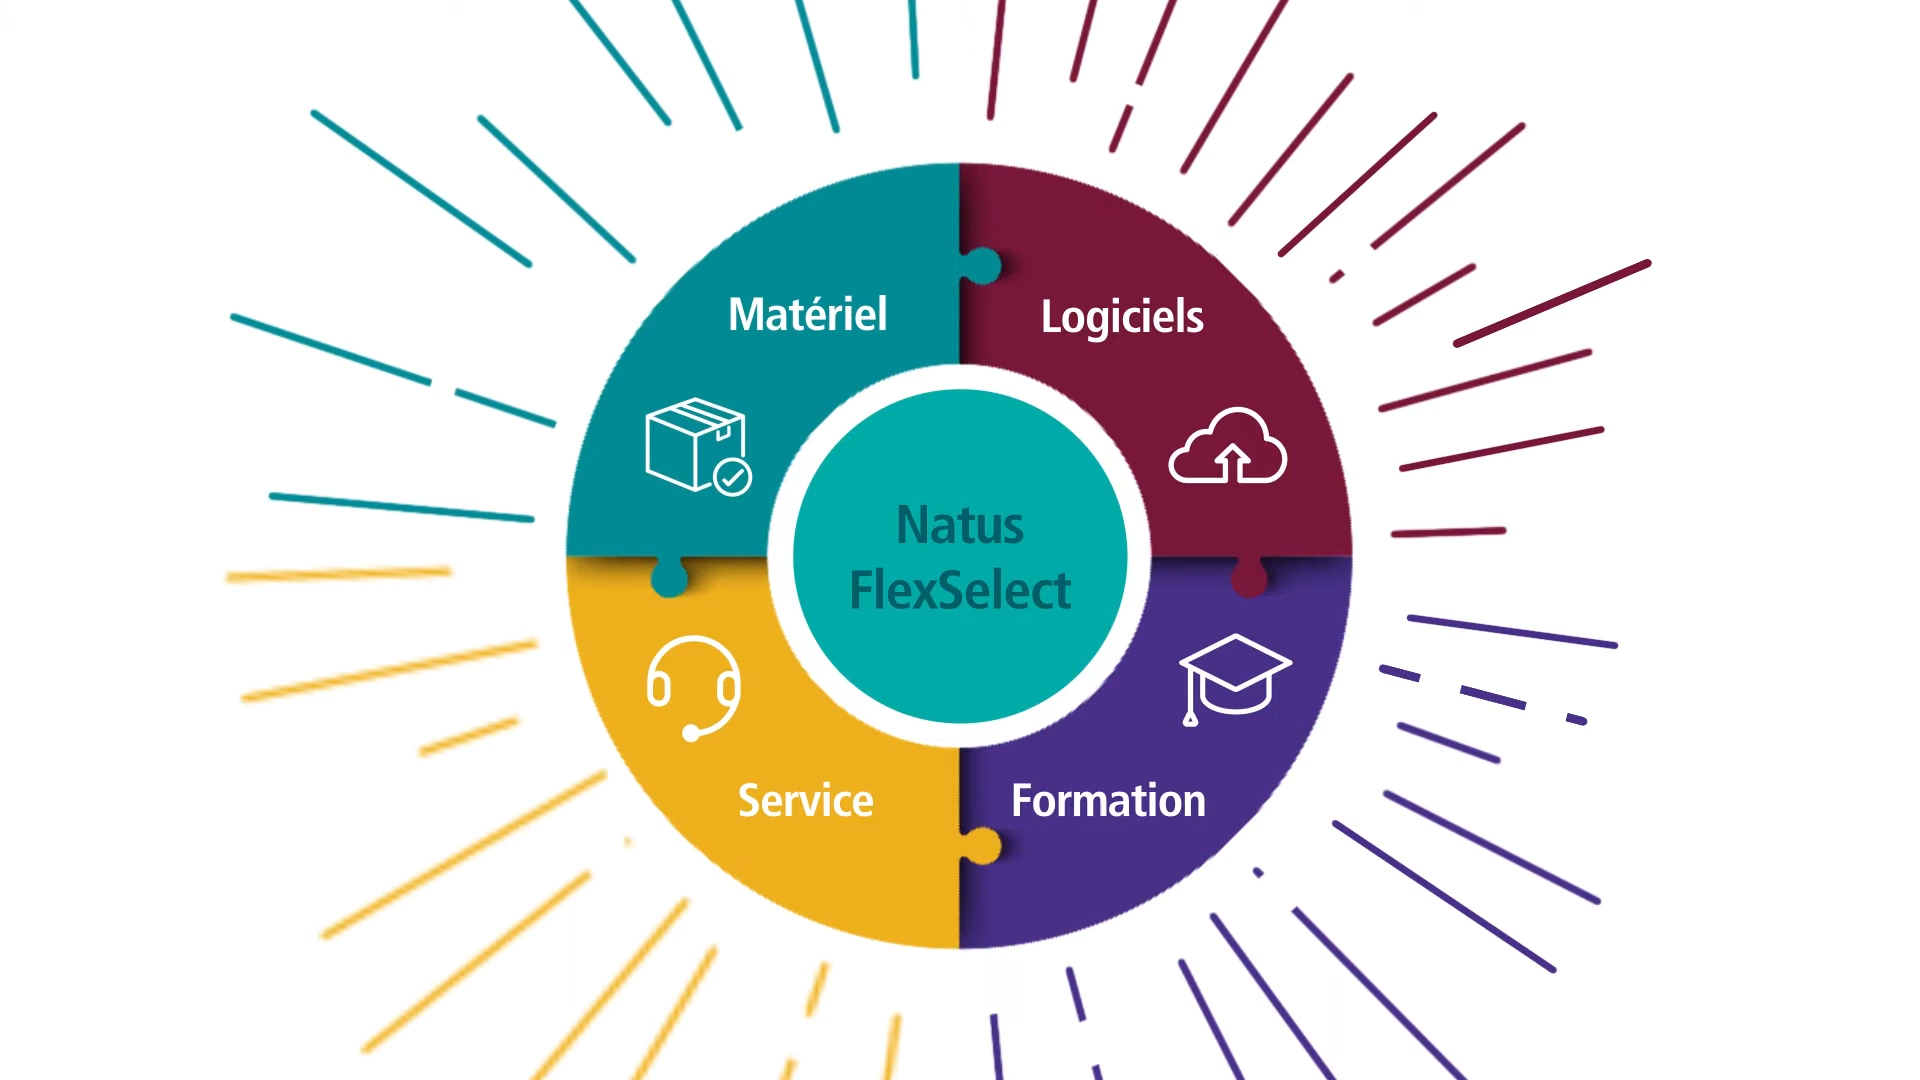 Matériel
Logiciels
Natus
FlexSelect
Service
Formation